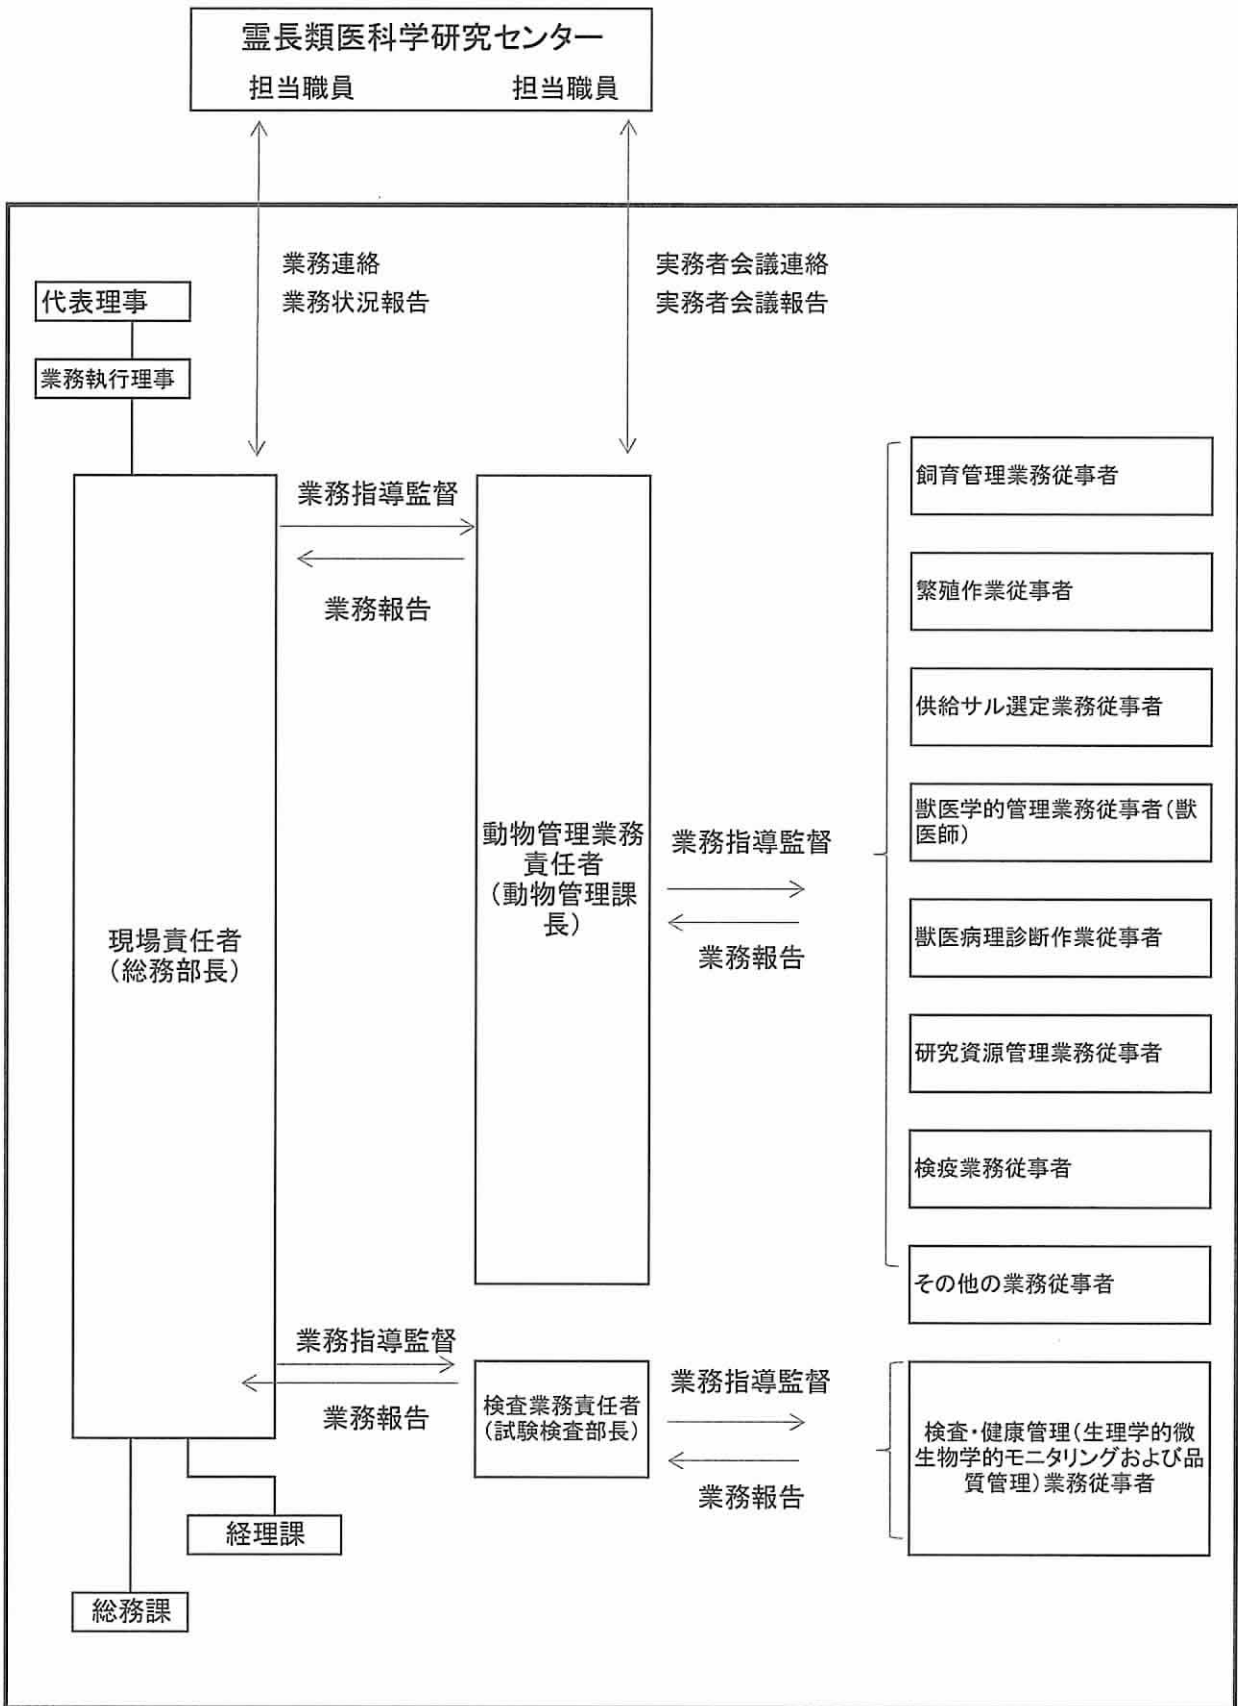 霊長類医科学研究センター
担当職員
担当職員
業務連絡
業務状況報告
実務者会議連絡
実務者会議報告
代表理事
業務執行理事
現場責任者
（総務部長）
業務指導監督
業務報告
動物管理業務
責任者
（動物管理課
長）
業務指導監督
業務報告
飼育管理業務従事者
繁殖作業従事者
供給サル選定業務従事者
獣医学的管理業務従事者（獣
医師）
獣医病理診断作業従事者
研究資源管理業務従事者
検疫業務従事者
その他の業務従事者
業務指導監督
業務報告
検査業務責任者
（試験検査部長）
業務指導監督
業務報告
検査・健康管理（生理学的微
生物学的モニタリングおよび品
質管理）業務従事者
経理課
総務課